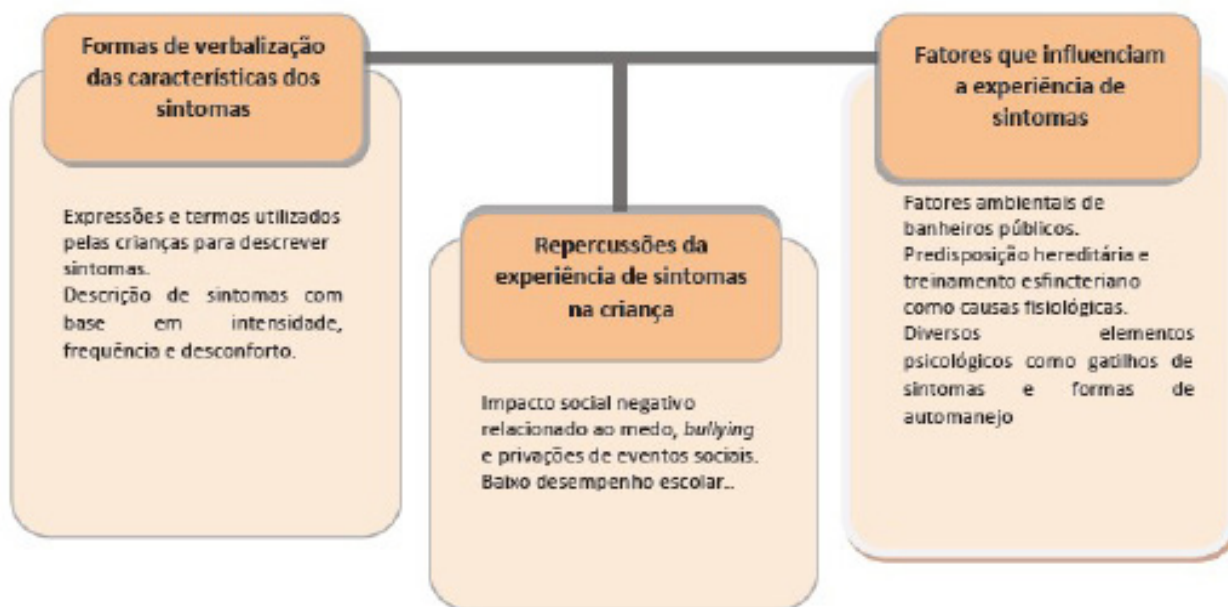 Formas de verbalização
das características dos
sintomas
Expressões e termos utilizados
pelas crianças para descrever
sintomas.
Descrição de sintomas com
base em intensidade,
frequência e desconforto.
Repercussões da
experiência de sintomas
na criança
Impacto social negativo
relacionado ao medo, bullying
e privações de eventos sociais.
Baixo desempenho escolar..
Fatores que influenciam
a experiência de
sintomas
Fatores ambientais de
banheiros públicos.
Predisposição hereditária e
treinamento esfincteriano
como causas fisiológicas.
Diversos elementos
psicológicos como gatilhos de
sintomas e formas de
automanejo